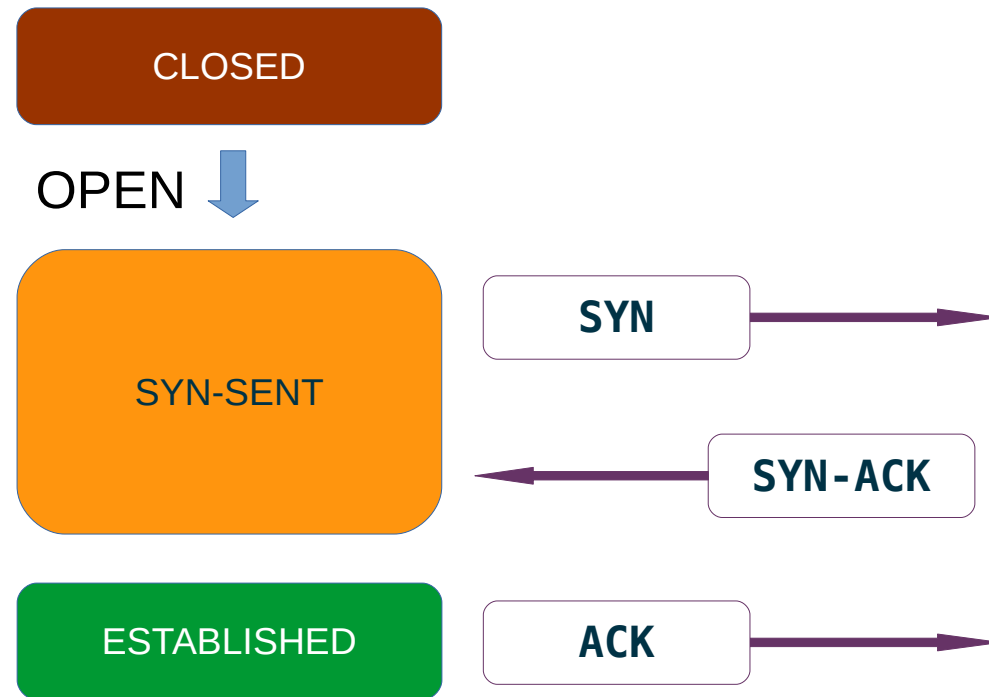 CLOSED
OPEN
SYN
SYN-SENT
SYN-ACK
ESTABLISHED
ACK